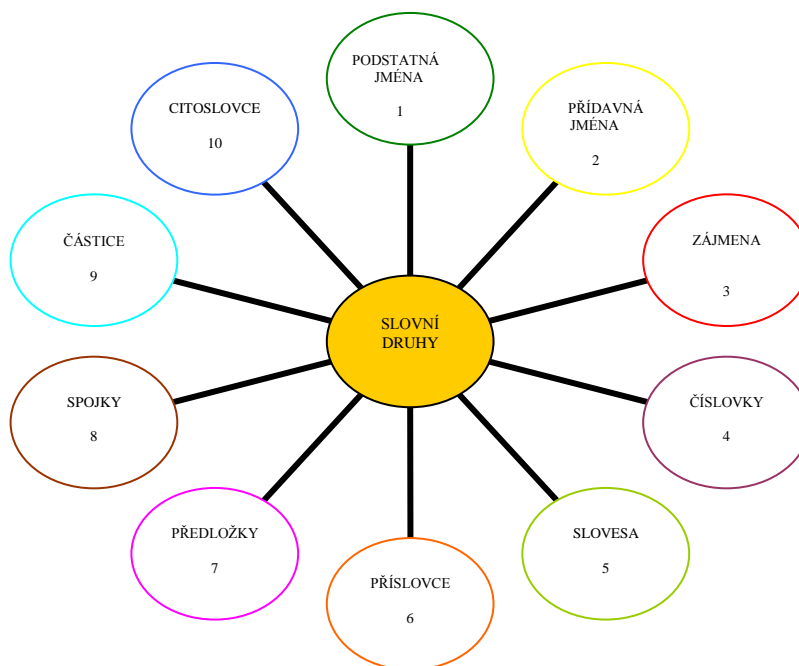 PODSTATNÁ
JMÉNA
1
PŘÍDAVNÁ
JMÉNA
2
ZÁJMENA
3
ČÍSLOVKY
4
SLOVESA
5
PŘÍSLOVCE
6
PŘEDLOŽKY
7
SPOJKY
8
ČÁSTICE
9
CITOSLOVCE
10
SLOVNÍ
DRUHY